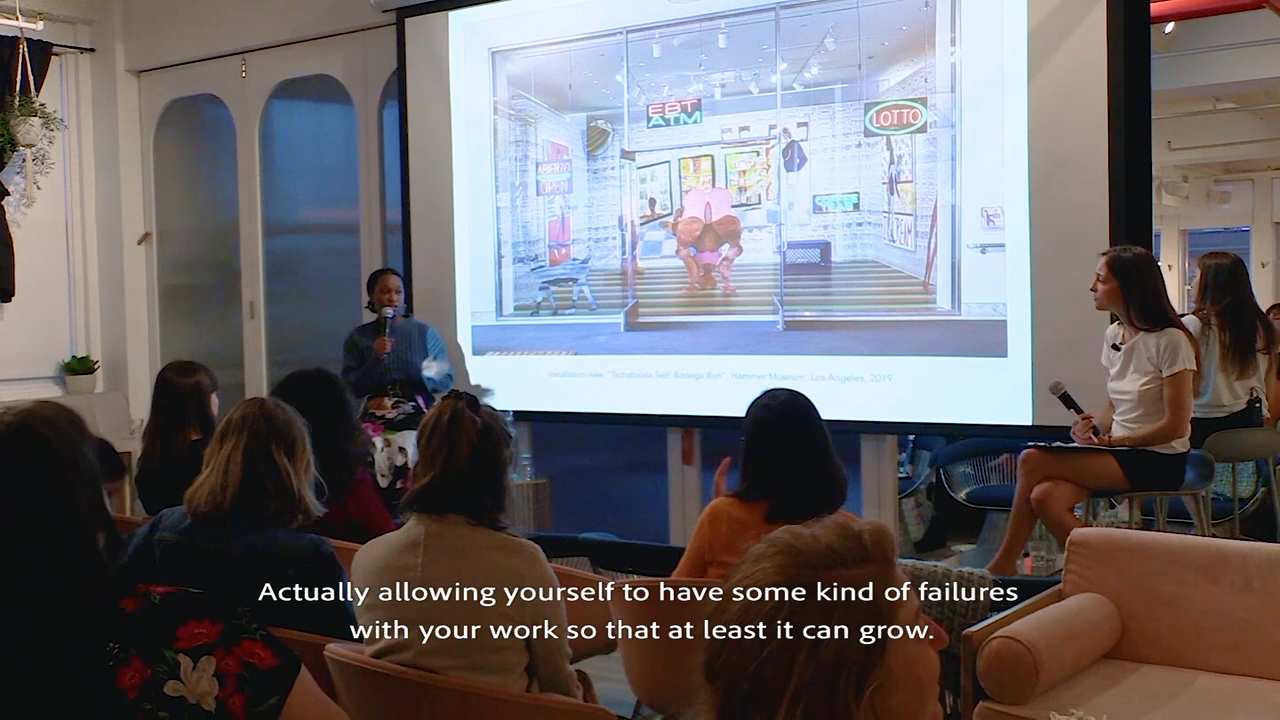 EBT
ATM
LOTTO
ABIERTO
OPEN
Installation view, "Tschabalala Self: Bodega Run", Hammer Museum, Los Angeles, 2019
Actually allowing yourself to have some kind of failures
with your work so that at least it can grow.